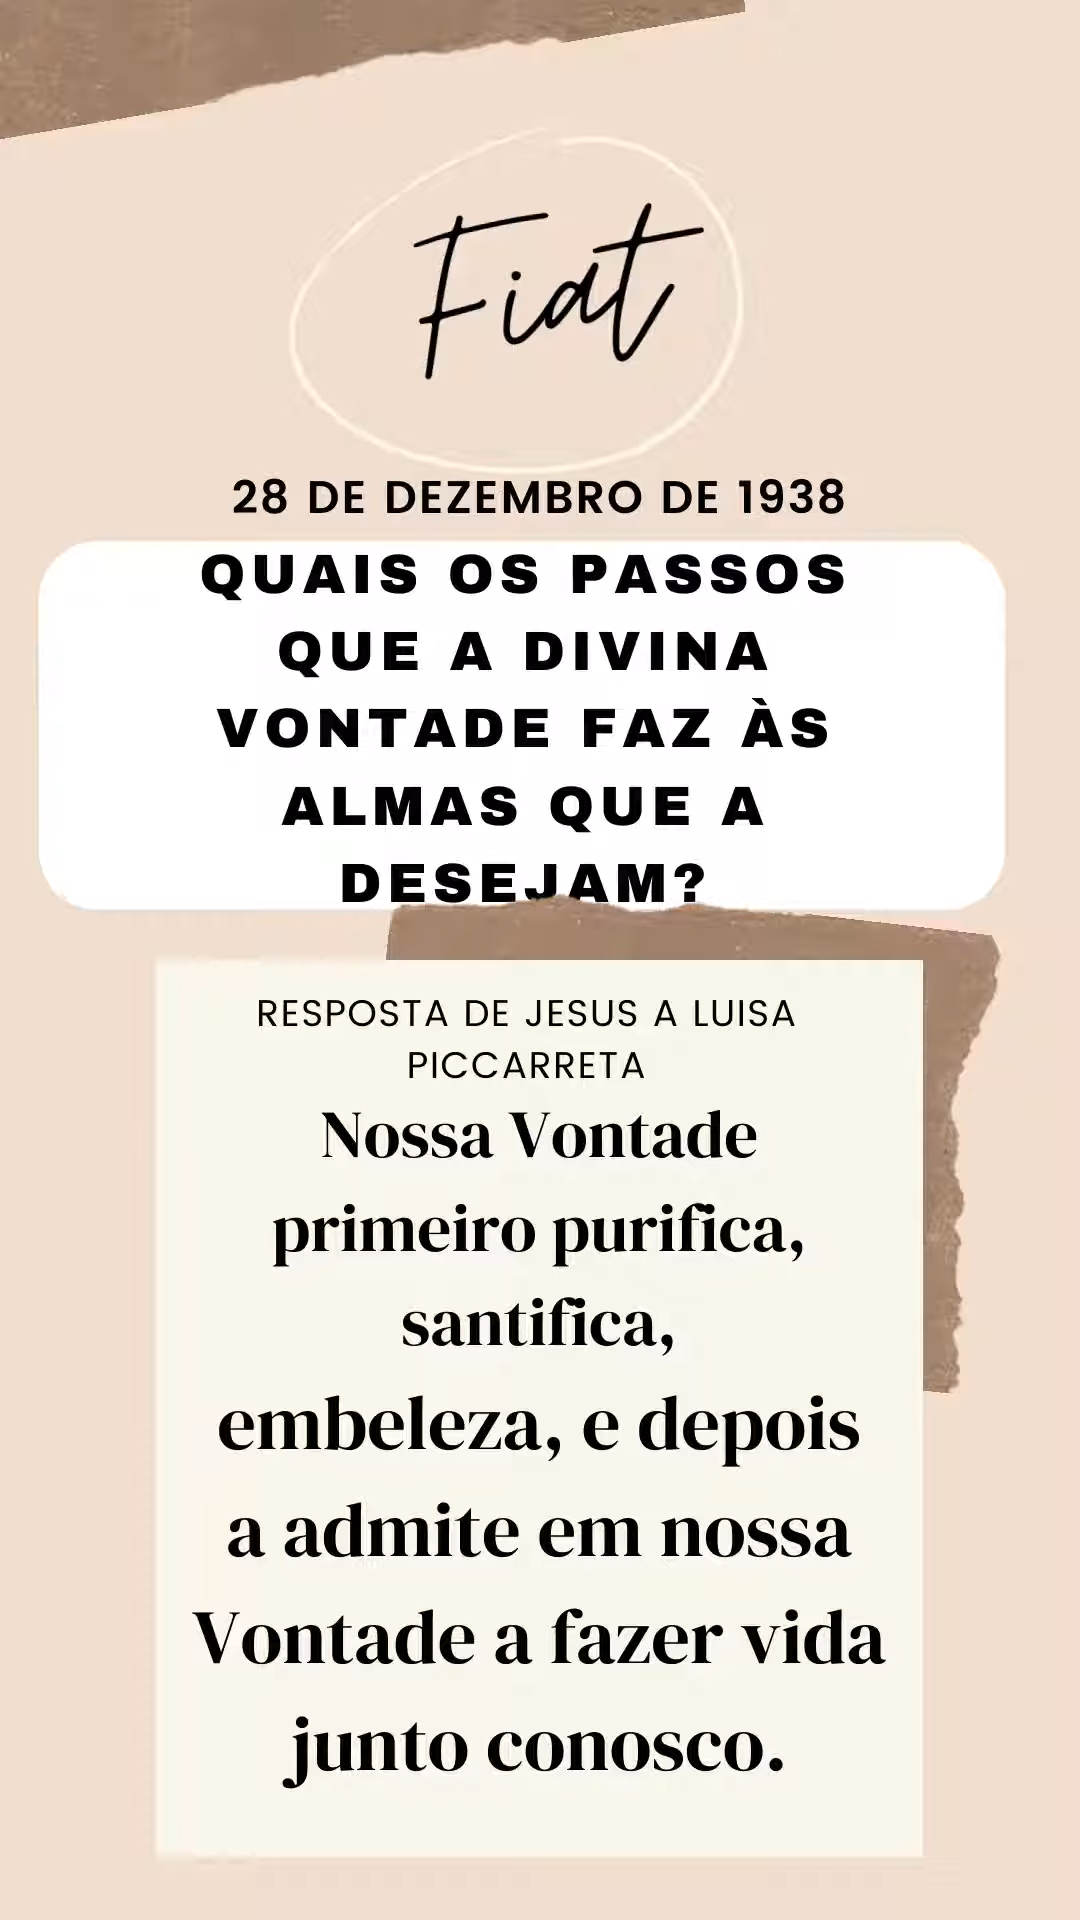 Fiat
28 DE DEZEMBRO DE 1938
QUAIS OS PASSOS
QUE A DIVINA
VONTADE FAZ ÀS
ALMAS QUE A
DESEJAM?
RESPOSTA DE JESUS A LUISA
PICCARRETA
Nossa Vontade
primeiro purifica,
santifica,
embeleza, e depois
a admite em nossa
Vontade a fazer vida
junto conosco.